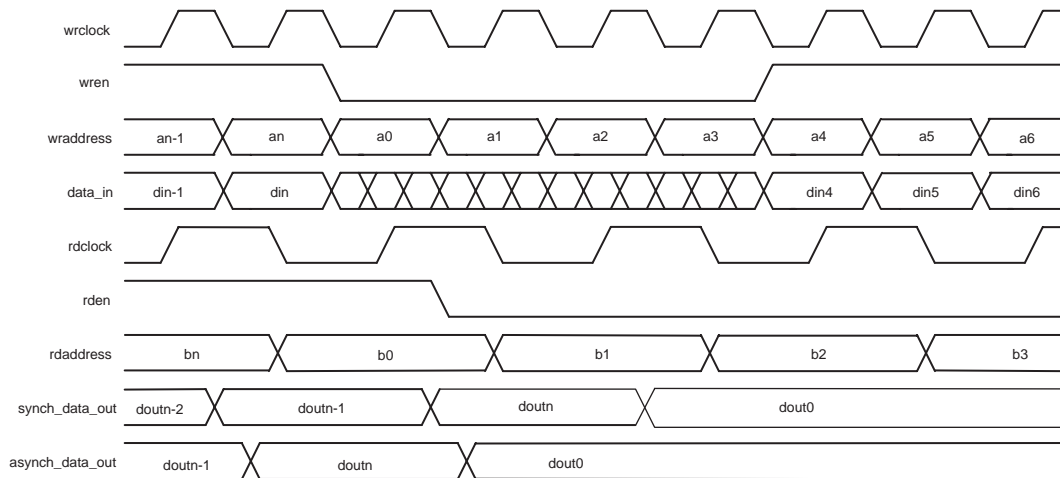 wrclock
wren
wraddress an-1 an a0 a1 a2 a3 a4 a5 a6
data_in din-1 din din4 din5 din6
rdclock
rden
rdaddress bn b0 b1 b2 b3
synch_data_out doutn-2 doutn-1 doutn dout0
asynch_data_out doutn-1 doutn dout0